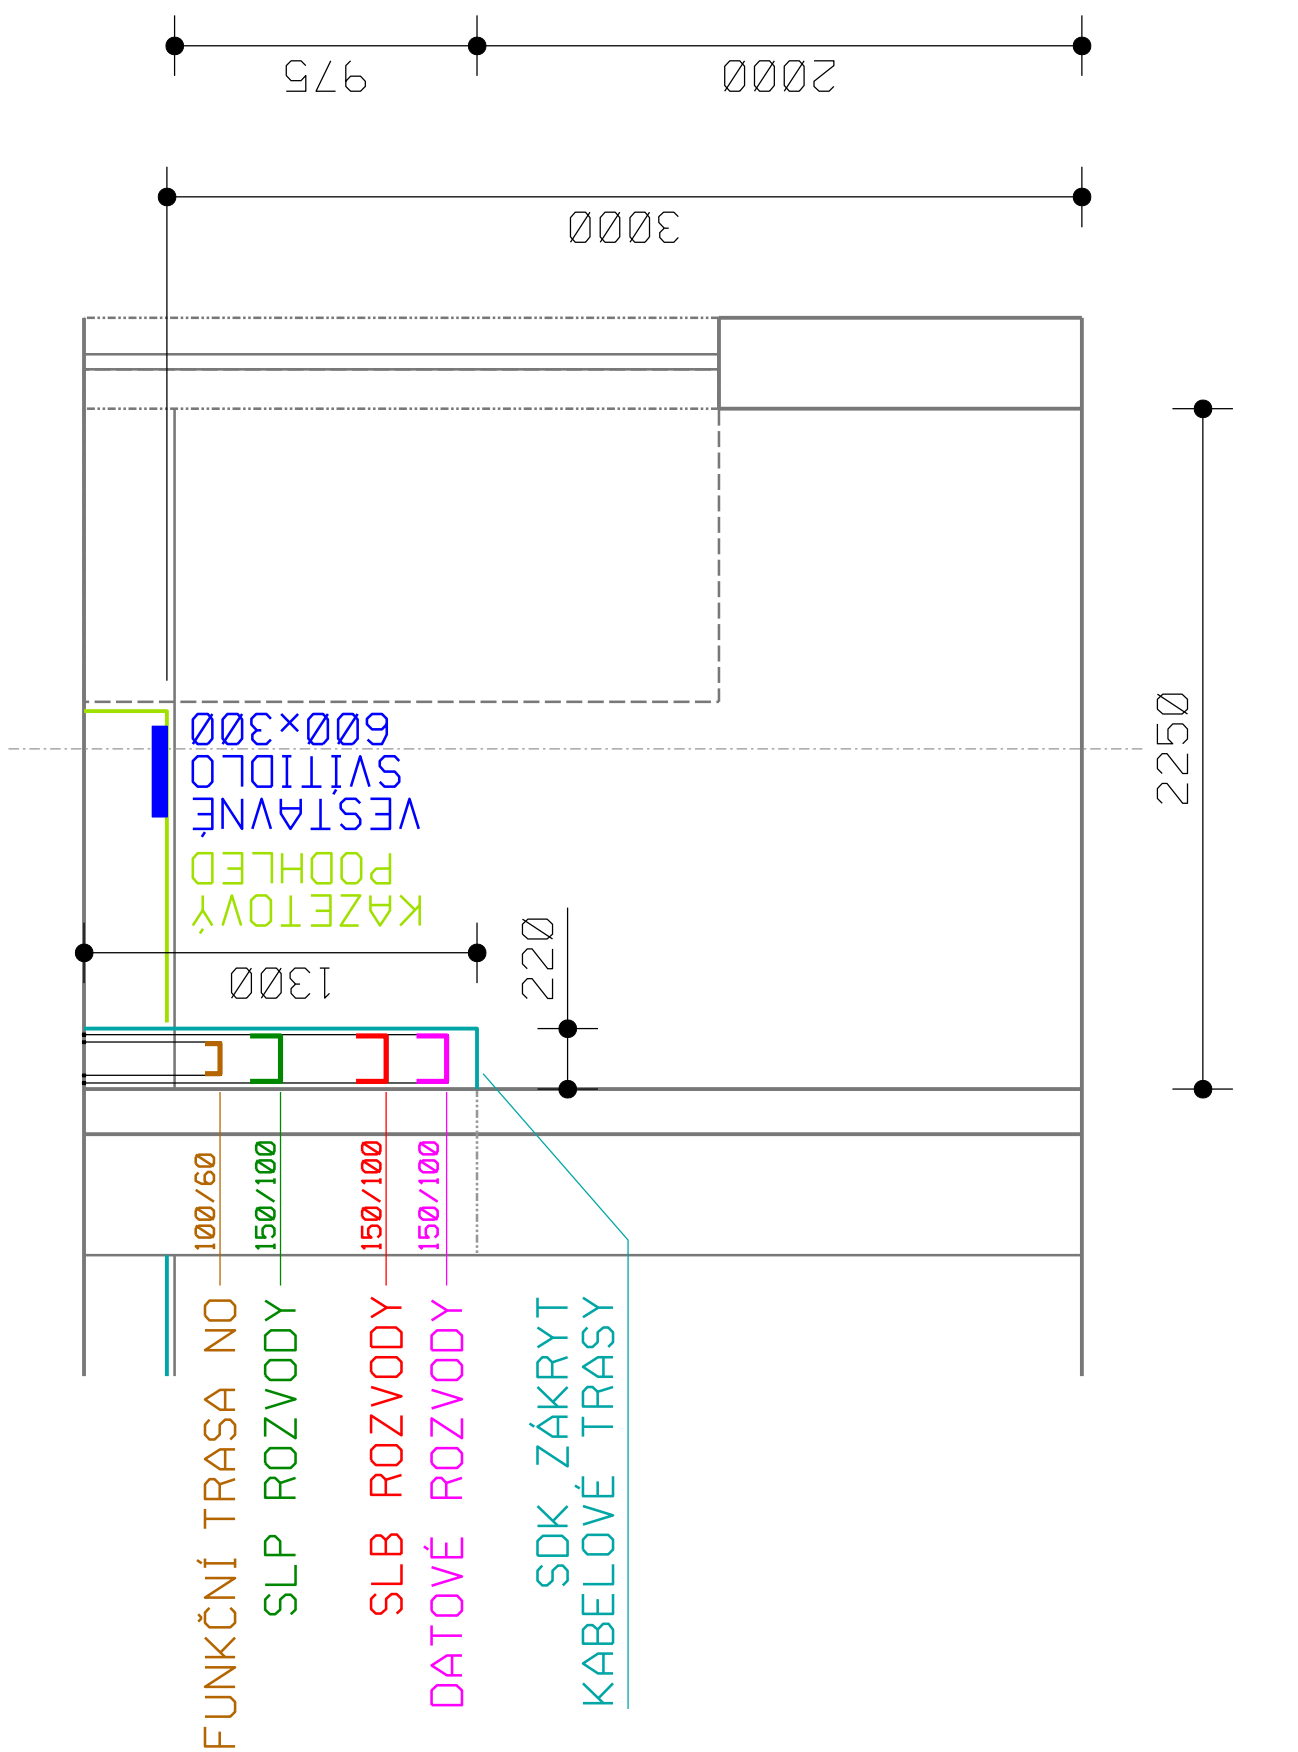 975
2000
3000
2250
VESTAVNÉ
SVÍTIDLO
600×300
KAZETOVÝ
PODHLED
1300
220
100/60
150/100
150/100
150/100
FUNKČNÍ TRASA NO
SLP ROZVODY
SLB ROZVODY
DATOVÉ ROZVODY
SDK ZÁKRYT
KABELOVÉ TRASY